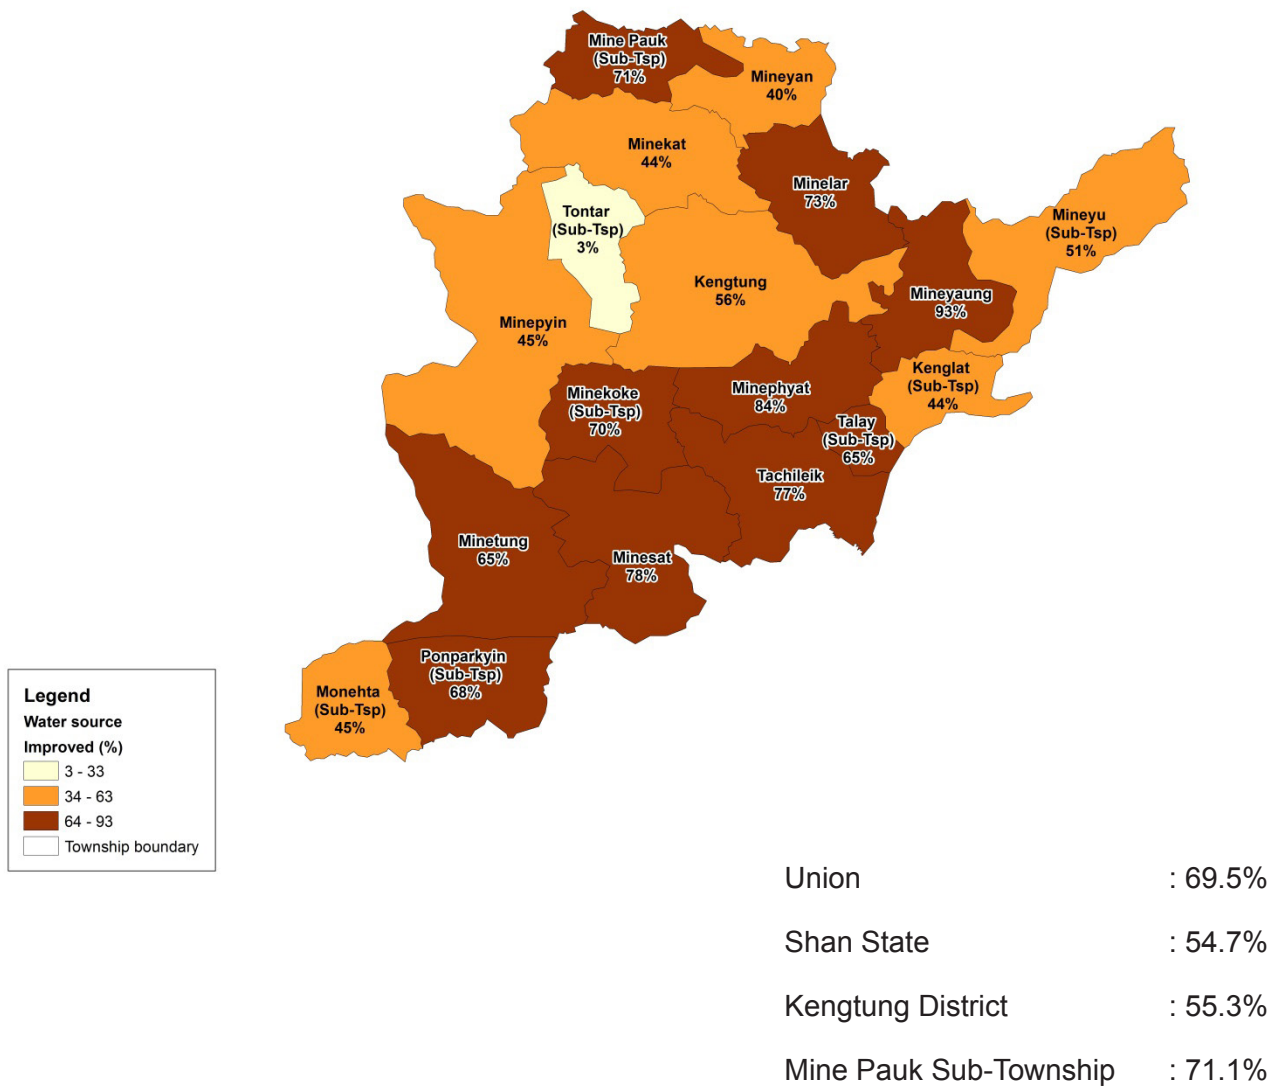 Mine Pauk
(Sub-Tsp)
71%
Mineyan
40%
Minekat
44%
Minelar
73%
Tontar
(Sub-Tsp)
3%
Mineyu
(Sub-Tsp)
51%
Kengtung
56%
Mineyaung
93%
Minepyin
45%
Kenglat
(Sub-Tsp)
44%
Minekoke
(Sub-Tsp)
70%
Minephyat
84%
Talay
(Sub-Tsp)
65%
Tachileik
77%
Minetung
65%
Minesat
78%
Ponparkyin
(Sub-Tsp)
68%
Monehta
(Sub-Tsp)
45%
Legend
Water source
Improved (%)
3 - 33
34 - 63
64 - 93
Township boundary
Union : 69.5%
Shan State : 54.7%
Kengtung District : 55.3%
Mine Pauk Sub-Township : 71.1%